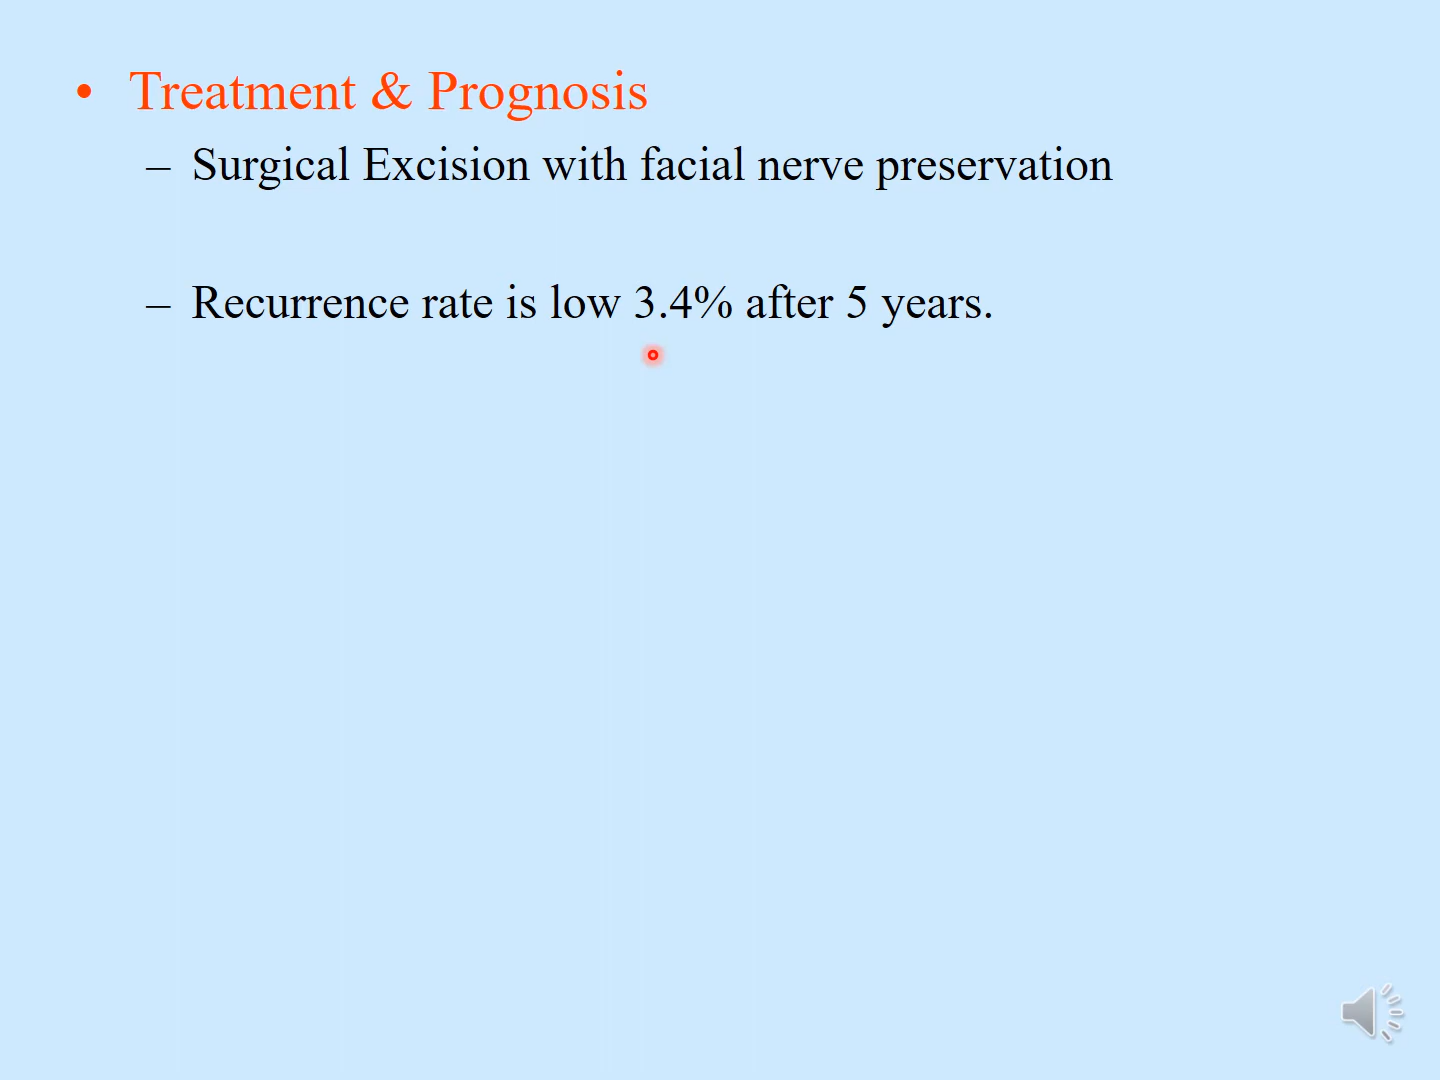 • Treatment & Prognosis
– Surgical Excision with facial nerve preservation
– Recurrence rate is low 3.4% after 5 years.